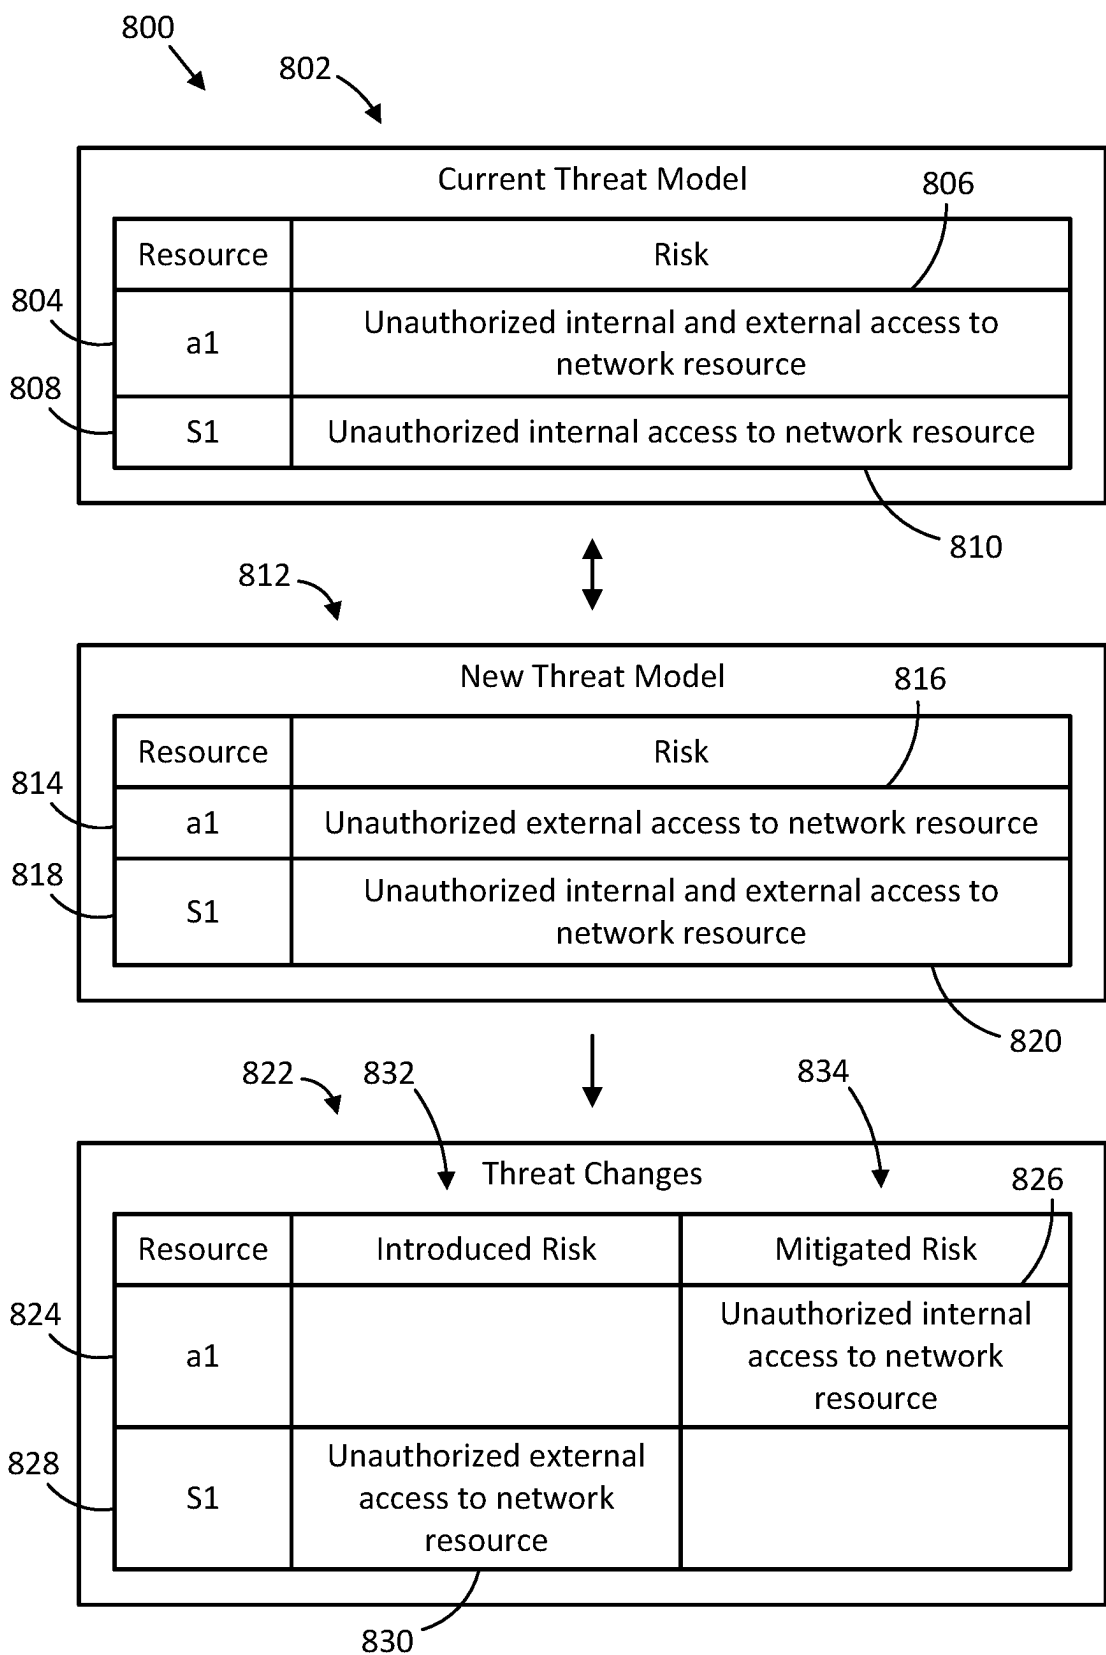 800
802
Current Threat Model
806
Resource
Risk
804
a1
Unauthorized internal and external access to
network resource
808
S1
Unauthorized internal access to network resource
810
812
New Threat Model
816
Resource
Risk
814
a1
Unauthorized external access to network resource
818
S1
Unauthorized internal and external access to
network resource
820
822
832
834
Threat Changes
826
Resource
Introduced Risk
Mitigated Risk
824
a1
Unauthorized internal
access to network
resource
828
S1
Unauthorized external
access to network
resource
830